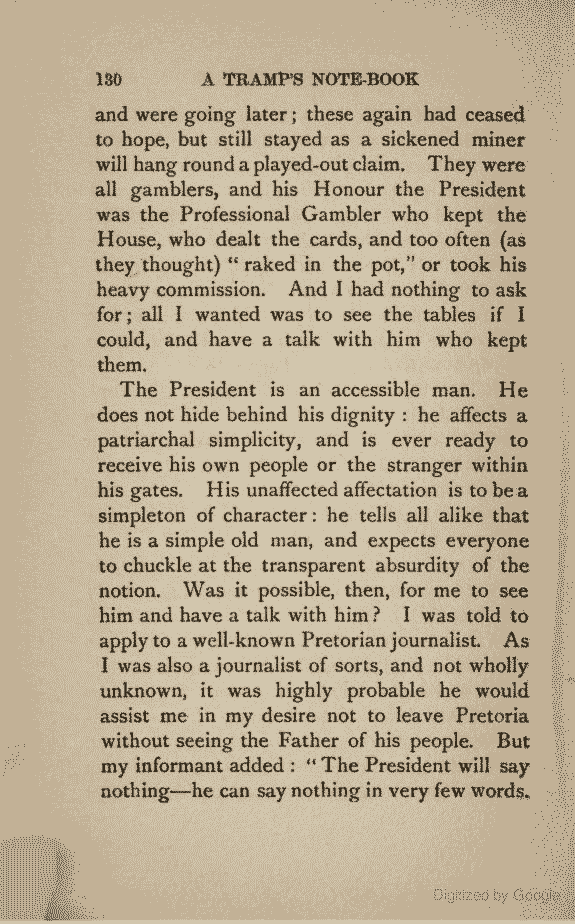 130 A TRAMP'S NOTE-BOOK
and were going later; these again had ceased
to hope, but still stayed as a sickened miner
will hang round a played-out claim. They were
all gamblers, and his Honour the President
was the Professional Gambler who kept the
House, who dealt the cards, and too often (as
they thought) "raked in the pot," or took his
heavy commission. And I had nothing to ask
for; all I wanted was to see the tables if I
could, and have a talk with him who kept
them.
The President is an accessible man. He
does not hide behind his dignity: he affects a
patriarchal simplicity, and is ever ready to
receive his own people or the stranger within
his gates. His unaffected affectation is to be a
simpleton of character: he tells all alike that
he is a simple old man, and expects everyone
to chuckle at the transparent absurdity of the
notion. Was it possible, then, for me to see
him and have a talk with him? I was told to
apply to a well-known Pretorian journalist. As
I was also a journalist of sorts, and not wholly
unknown, it was highly probable he would
assist me in my desire not to leave Pretoria
without seeing the Father of his people. But
my informant added: "The President will say
nothing—he can say nothing in very few words.
Digitized by Google